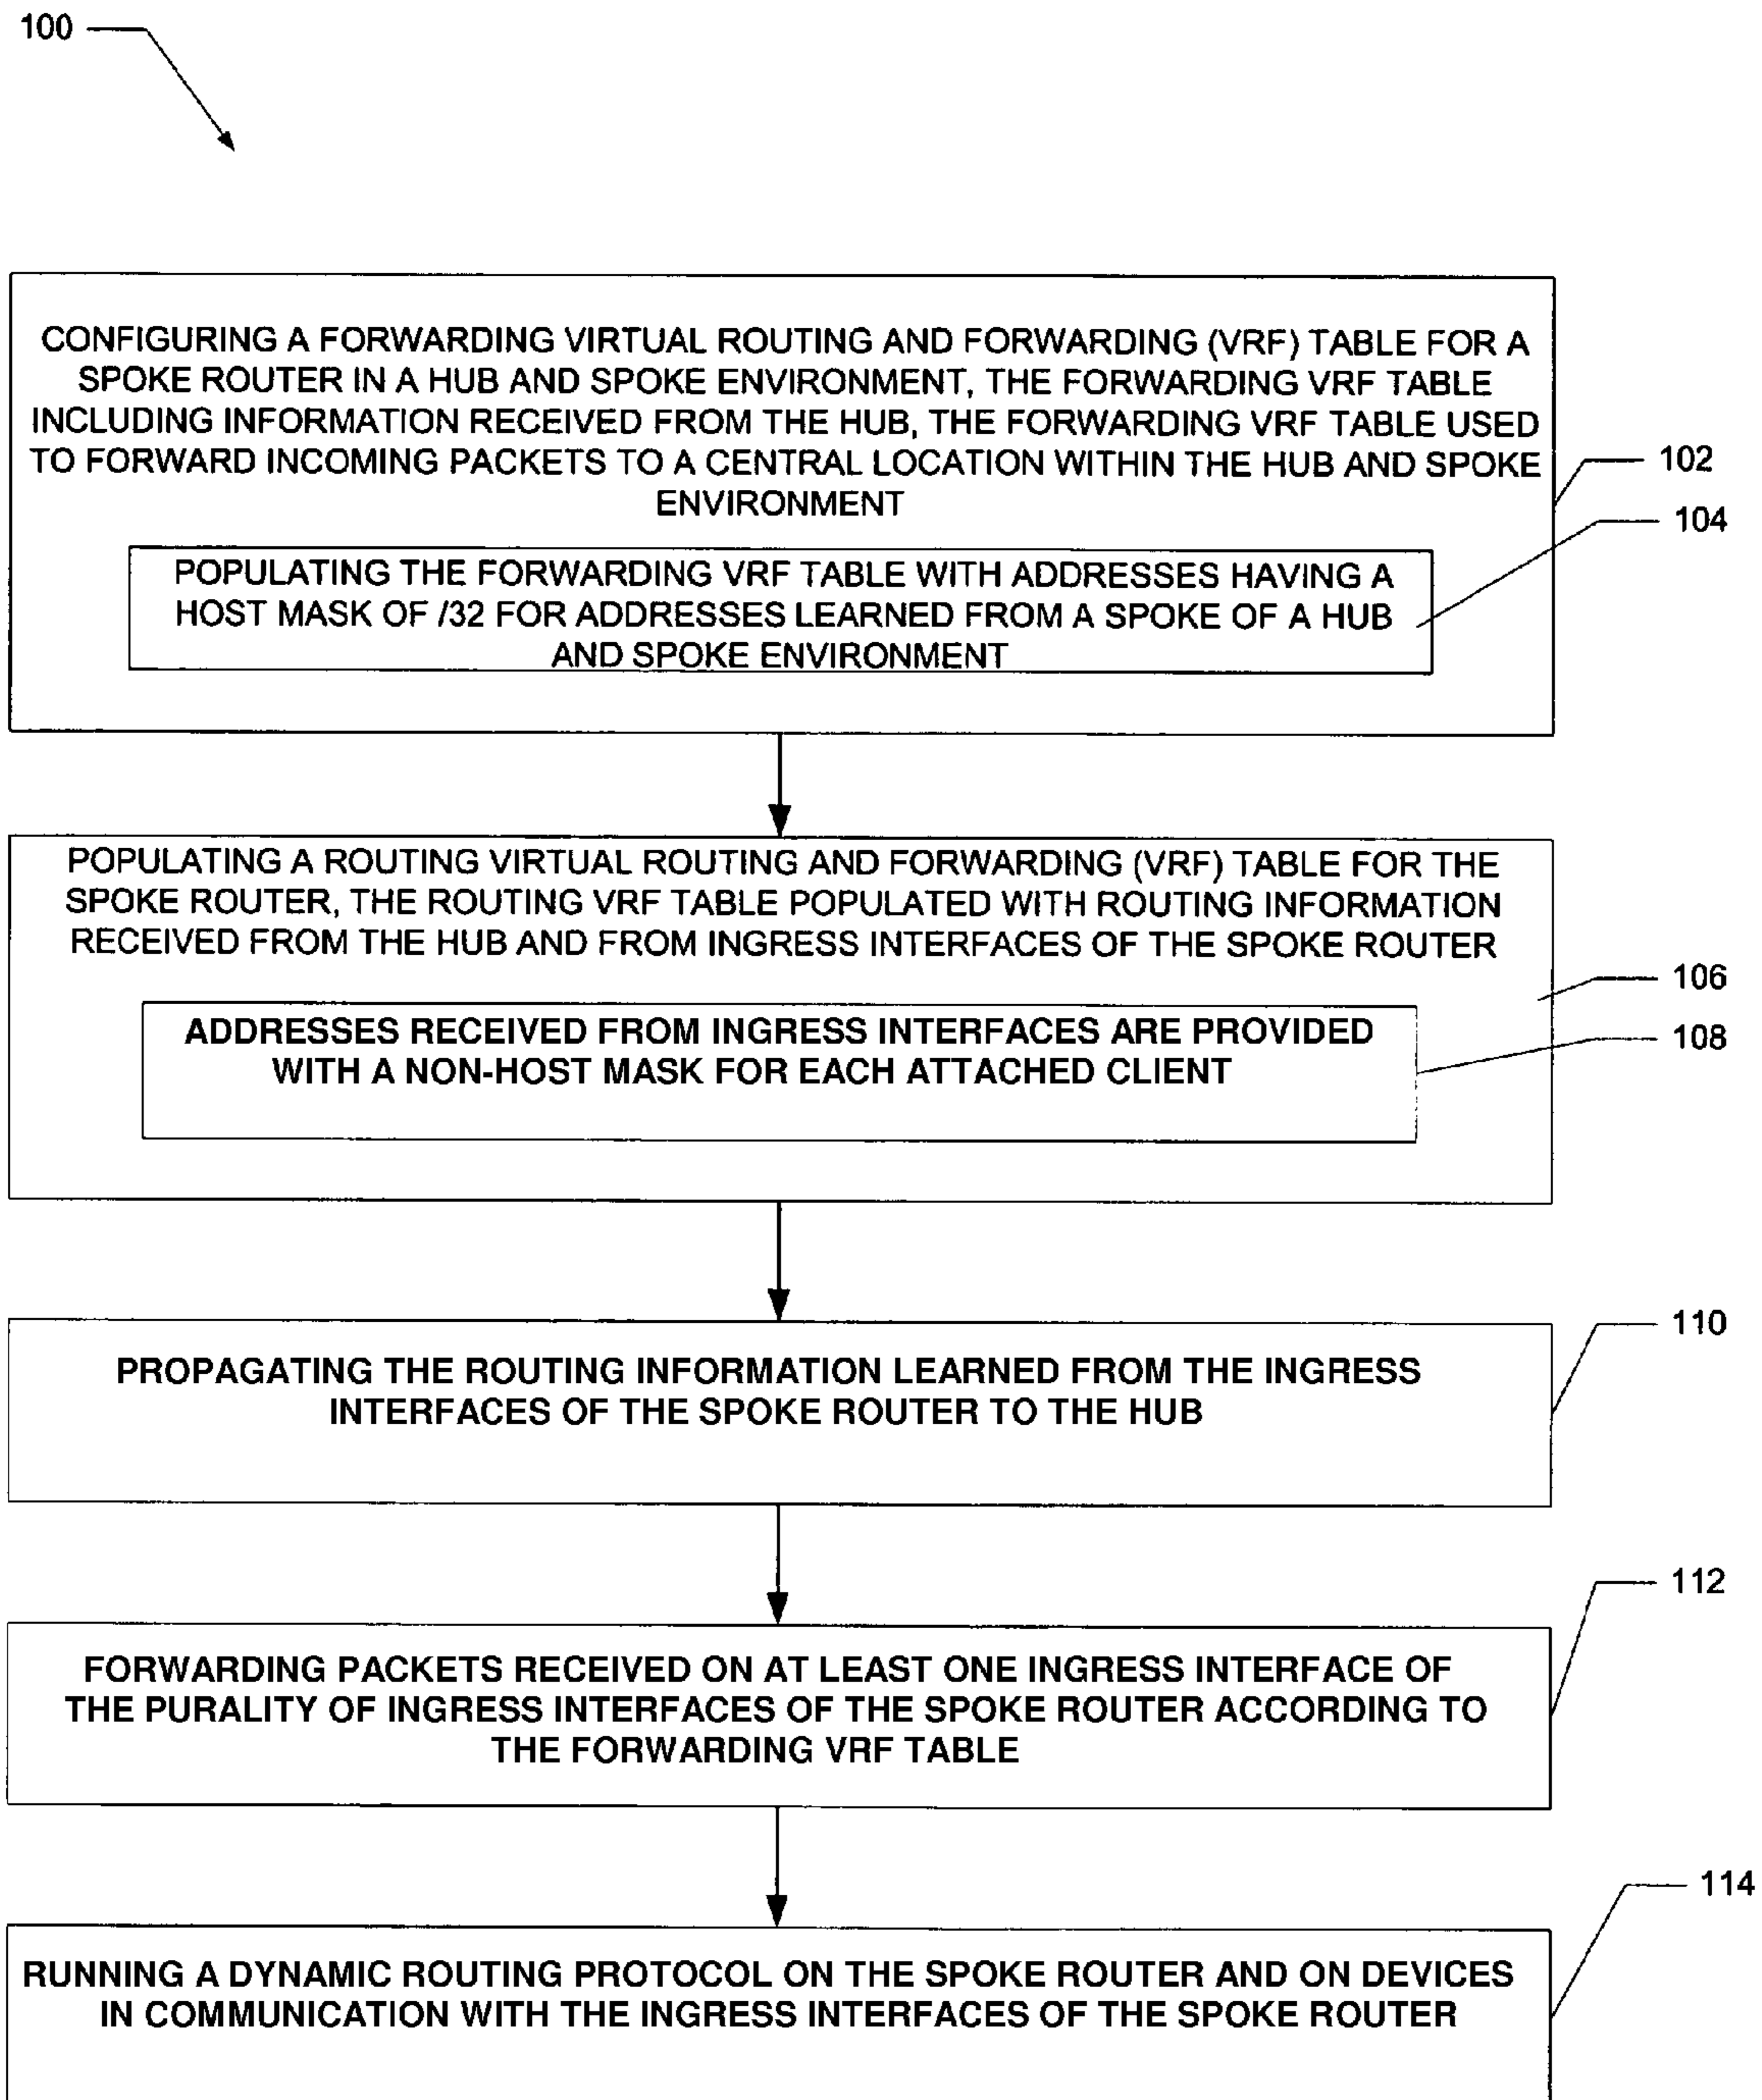 100
CONFIGURING A FORWARDING VIRTUAL ROUTING AND FORWARDING (VRF) TABLE FOR A
SPOKE ROUTER IN A HUB AND SPOKE ENVIRONMENT, THE FORWARDING VRF TABLE
INCLUDING INFORMATION RECEIVED FROM THE HUB, THE FORWARDING VRF TABLE USED
TO FORWARD INCOMING PACKETS TO A CENTRAL LOCATION WITHIN THE HUB AND SPOKE
ENVIRONMENT
102
104
POPULATING THE FORWARDING VRF TABLE WITH ADDRESSES HAVING A
HOST MASK OF /32 FOR ADDRESSES LEARNED FROM A SPOKE OF A HUB
AND SPOKE ENVIRONMENT
POPULATING A ROUTING VIRTUAL ROUTING AND FORWARDING (VRF) TABLE FOR THE
SPOKE ROUTER, THE ROUTING VRF TABLE POPULATED WITH ROUTING INFORMATION
RECEIVED FROM THE HUB AND FROM INGRESS INTERFACES OF THE SPOKE ROUTER
106
108
ADDRESSES RECEIVED FROM INGRESS INTERFACES ARE PROVIDED
WITH A NON-HOST MASK FOR EACH ATTACHED CLIENT
110
PROPAGATING THE ROUTING INFORMATION LEARNED FROM THE INGRESS
INTERFACES OF THE SPOKE ROUTER TO THE HUB
112
FORWARDING PACKETS RECEIVED ON AT LEAST ONE INGRESS INTERFACE OF
THE PURALITY OF INGRESS INTERFACES OF THE SPOKE ROUTER ACCORDING TO
THE FORWARDING VRF TABLE
114
RUNNING A DYNAMIC ROUTING PROTOCOL ON THE SPOKE ROUTER AND ON DEVICES
IN COMMUNICATION WITH THE INGRESS INTERFACES OF THE SPOKE ROUTER